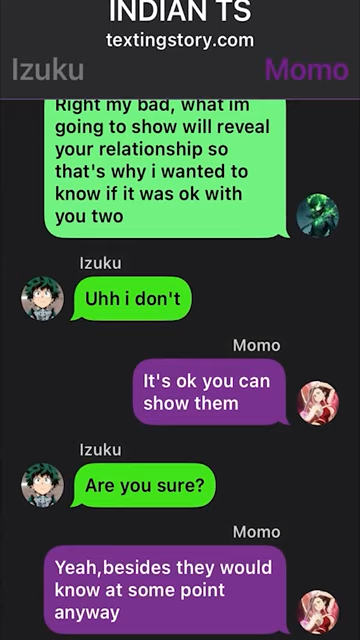 INDIAN TS
textingstory.com
Izuku
Momo
Right my bad, what im
going to show will reveal
your relationship so
that's why i wanted to
know if it was ok with
you two
Izuku
Uhh i don't
Momo
It's ok you can
show them
Izuku
Are you sure?
Momo
Yeah,besides they would
know at some point
anyway